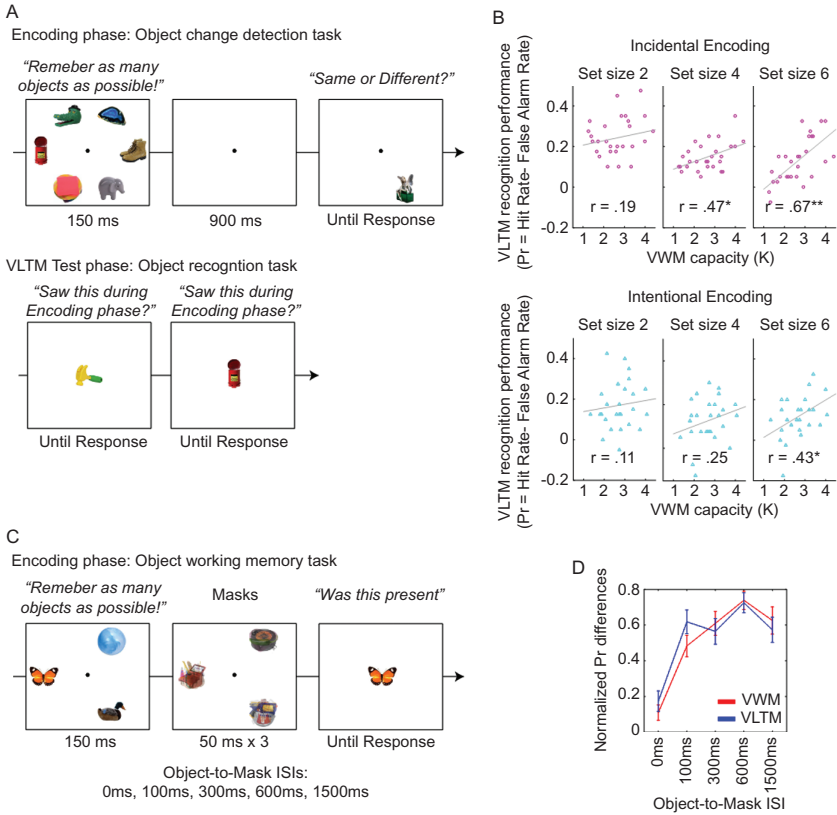 A
Encoding phase: Object change detection task
“Remeber as many
objects as possible!”
“Same or Different?”
150 ms
900 ms
Until Response
VLTM Test phase: Object recogntion task
“Saw this during
Encoding phase?”
“Saw this during
Encoding phase?”
Until Response
Until Response
B
Incidental Encoding
Set size 2
Set size 4
Set size 6
VLTM recognition performance
(Pr = Hit Rate- False Alarm Rate)
0.4
0.2
0
-0.2
r = .19
r = .47*
r = .67**
1 2 3 4
1 2 3 4
1 2 3 4
VWM capacity (K)
Intentional Encoding
Set size 2
Set size 4
Set size 6
VLTM recognition performance
(Pr = Hit Rate- False Alarm Rate)
0.4
0.2
0
-0.2
r = .11
r = .25
r = .43*
1 2 3 4
1 2 3 4
1 2 3 4
VWM capacity (K)
C
Encoding phase: Object working memory task
“Remeber as many
objects as possible!”
Masks
“Was this present”
150 ms
50 ms x 3
Until Response
Object-to-Mask ISIs:
0ms, 100ms, 300ms, 600ms, 1500ms
D
Normalized Pr differences
0.8
0.6
0.4
0.2
0
VWM
VLTM
0ms
100ms
300ms
600ms
1500ms
Object-to-Mask ISI